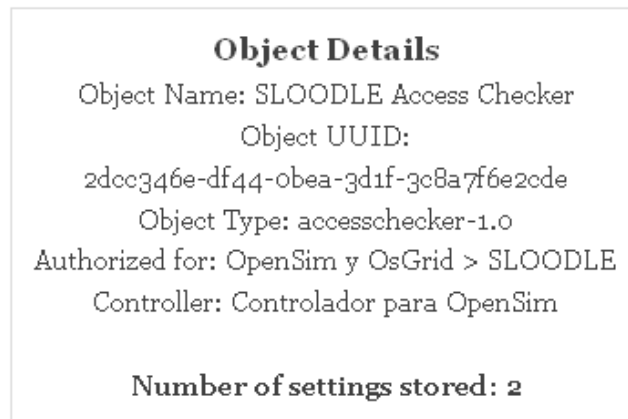 Object Details
Object Name: SLOODLE Access Checker
Object UUID:
2dcc346e-df44-0bea-3d1f-3c8a7f6e2cde
Object Type: accesschecker-1.0
Authorized for: OpenSim y OsGrid > SLOODLE
Controller: Controlador para OpenSim
Number of settings stored: 2